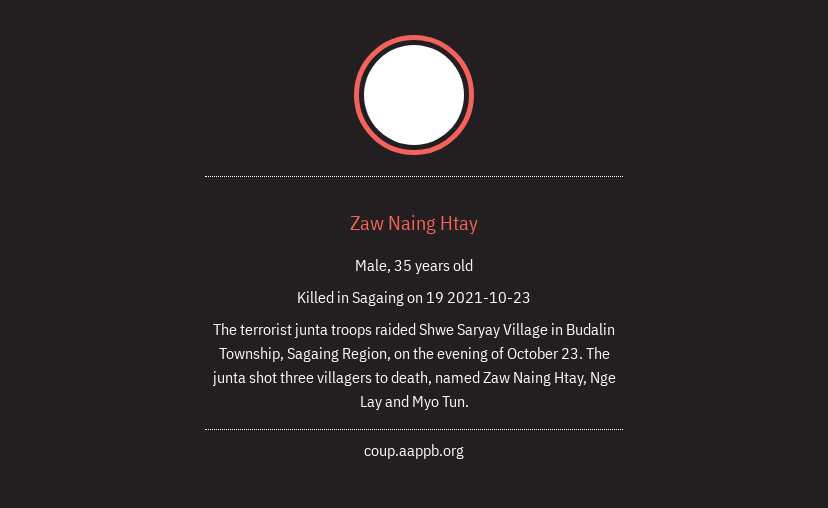 Zaw Naing Htay
Male, 35 years old
Killed in Sagaing on 19 2021-10-23
The terrorist junta troops raided Shwe Saryay Village in Budalin
Township, Sagaing Region, on the evening of October 23. The
junta shot three villagers to death, named Zaw Naing Htay, Nge
Lay and Myo Tun.
coup.aappb.org